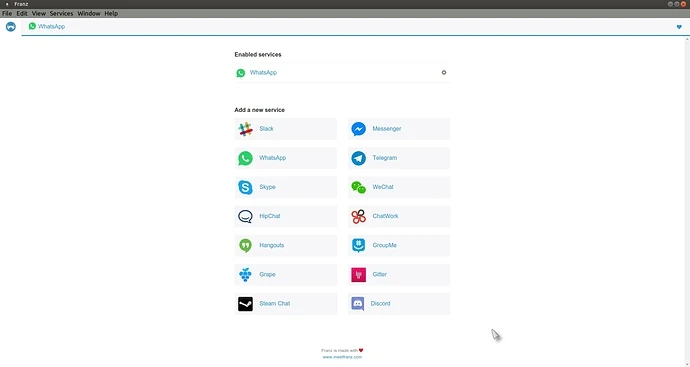 Franz
File Edit View Services Window Help
WhatsApp
Enabled services
WhatsApp
Add a new service
Slack
Messenger
WhatsApp
Telegram
Skype
WeChat
HipChat
ChatWork
Hangouts
GroupMe
Grape
Gitter
Steam Chat
Discord
Franz is made with
www.meetfranz.com